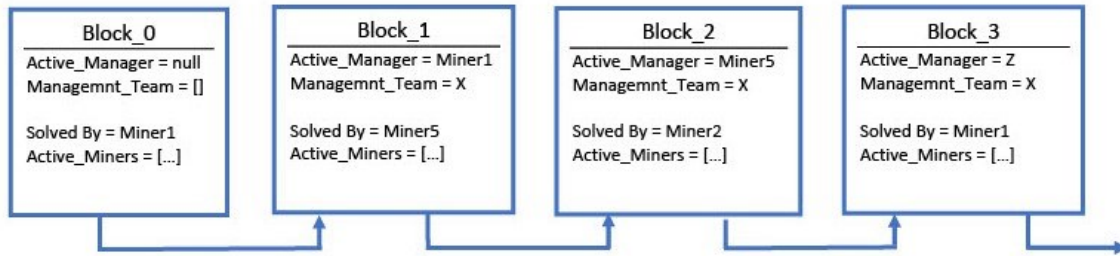 Block_0
Active_Manager = null
Managemnt_Team = []
Solved By = Miner1
Active_Miners = [...]
Block_1
Active_Manager = Miner1
Managemnt_Team = X
Solved By = Miner5
Active_Miners = [...]
Block_2
Active_Manager = Miner5
Managemnt_Team = X
Solved By = Miner2
Active_Miners = [...]
Block_3
Active_Manager = Z
Managemnt_Team = X
Solved By = Miner1
Active_Miners = [...]